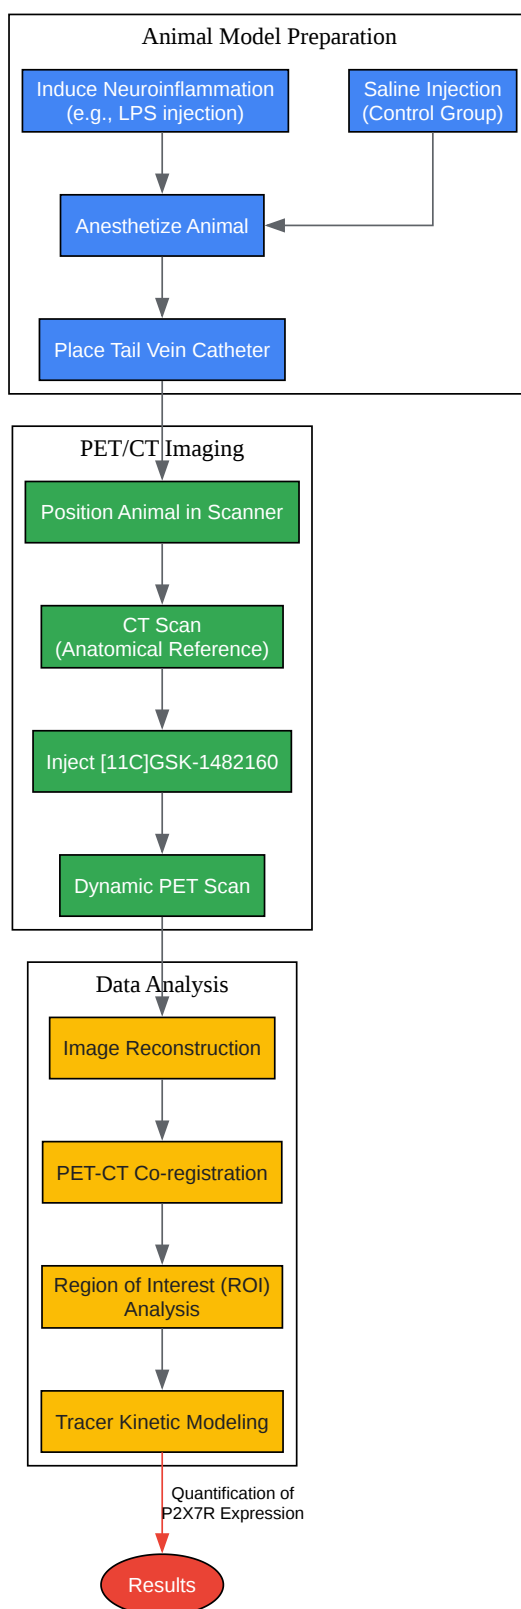 Animal Model Preparation
Induce Neuroinflammation
(e.g., LPS injection)
Saline Injection
(Control Group)
Anesthetize Animal
Place Tail Vein Catheter
PET/CT Imaging
Position Animal in Scanner
CT Scan
(Anatomical Reference)
Inject [11C]GSK-1482160
Dynamic PET Scan
Data Analysis
Image Reconstruction
PET-CT Co-registration
Region of Interest (ROI)
Analysis
Tracer Kinetic Modeling
Quantification of
P2X7R Expression
Results